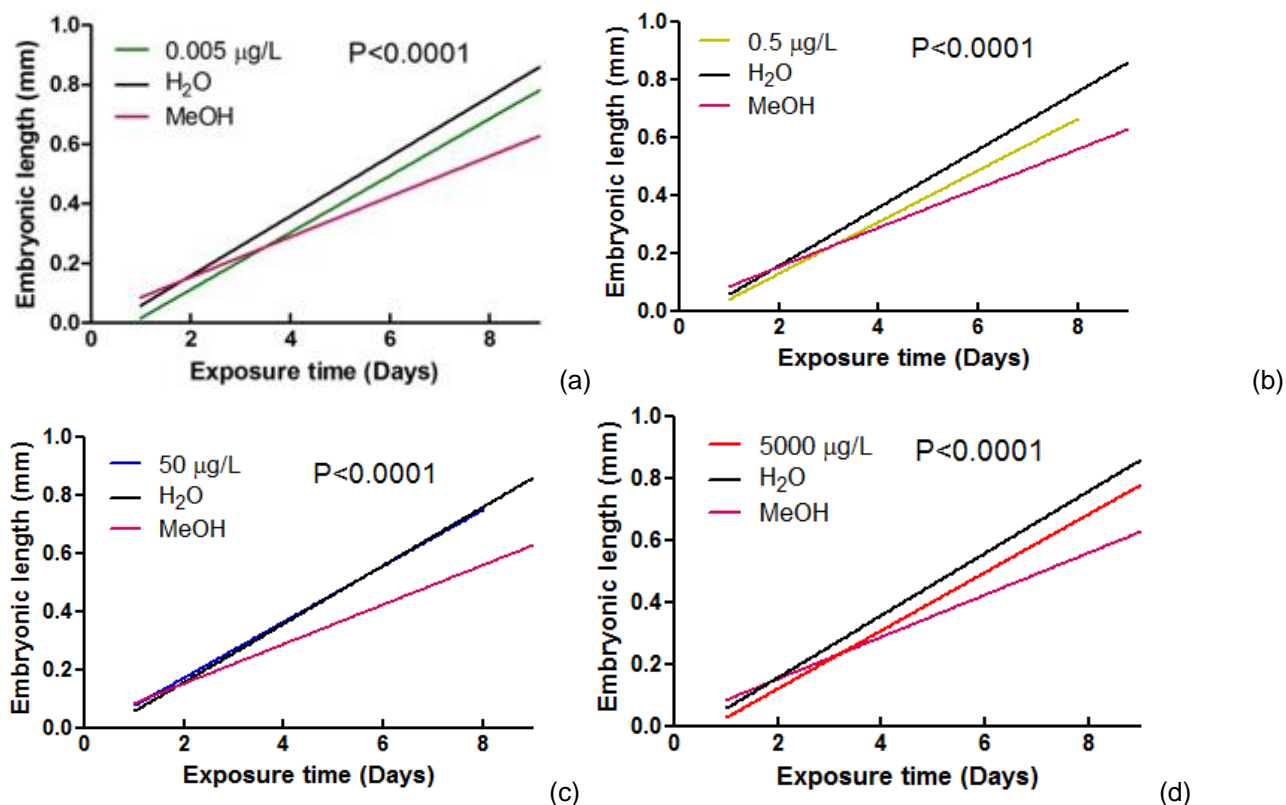 1.0
0.8
0.6
0.4
0.2
0.0
Embryonic length (mm)
0.005 µg/L
H₂O
MeOH
P<0.0001
0 2 4 6 8
Exposure time (Days)
(a)
1.0
0.8
0.6
0.4
0.2
0.0
Embryonic length (mm)
0.5 µg/L
H₂O
MeOH
P<0.0001
0 2 4 6 8
Exposure time (Days)
(b)
1.0
0.8
0.6
0.4
0.2
0.0
Embryonic length (mm)
50 µg/L
H₂O
MeOH
P<0.0001
0 2 4 6 8
Exposure time (Days)
(c)
1.0
0.8
0.6
0.4
0.2
0.0
Embryonic length (mm)
5000 µg/L
H₂O
MeOH
P<0.0001
0 2 4 6 8
Exposure time (Days)
(d)